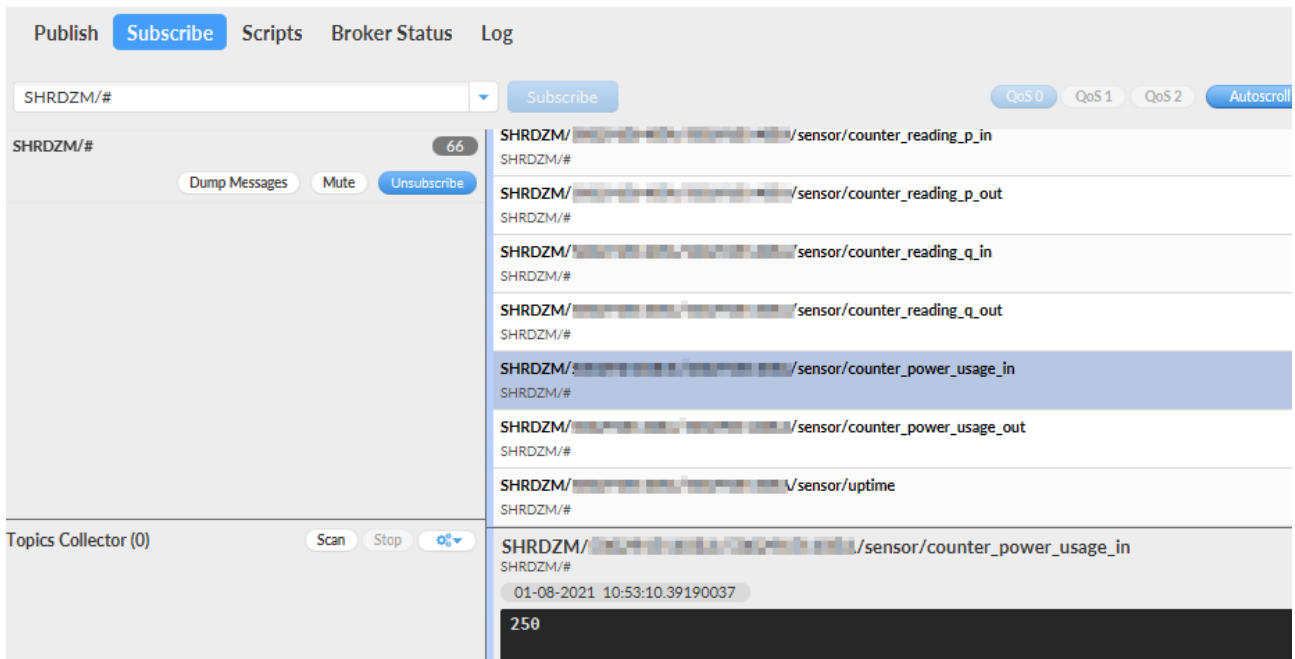 Publish Subscribe Scripts Broker Status Log
SHRDZM/# Subscribe QoS 0 QoS 1 QoS 2 Autoscroll
SHRDZM/# 66
Dump Messages Mute Unsubscribe
SHRDZM/ /sensor/counter_reading_p_in
SHRDZM/#
SHRDZM/ /sensor/counter_reading_p_out
SHRDZM/#
SHRDZM/ /sensor/counter_reading_q_in
SHRDZM/#
SHRDZM/ /sensor/counter_reading_q_out
SHRDZM/#
SHRDZM/ /sensor/counter_power_usage_in
SHRDZM/#
SHRDZM/ /sensor/counter_power_usage_out
SHRDZM/#
SHRDZM/ /sensor/uptime
SHRDZM/#
Topics Collector (0) Scan Stop
SHRDZM/ /sensor/counter_power_usage_in
SHRDZM/#
01-08-2021 10:53:10.39190037
250